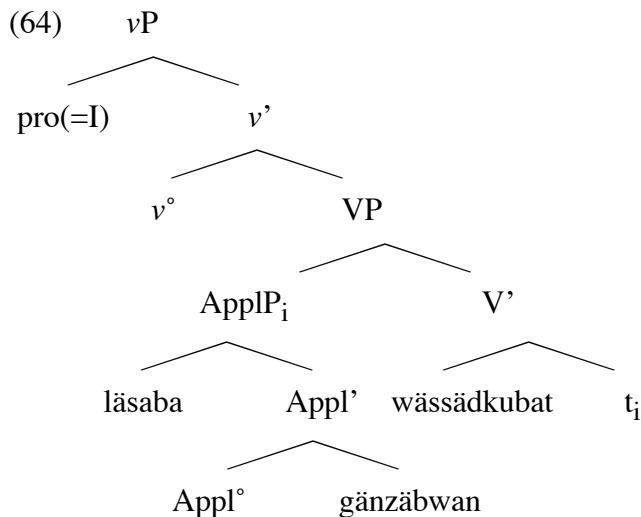 (64) vP
pro(=I) v’
v° VP
ApplPi V’
läsaba Appl’ wässädkubat ti
Appl° gänzäbwan